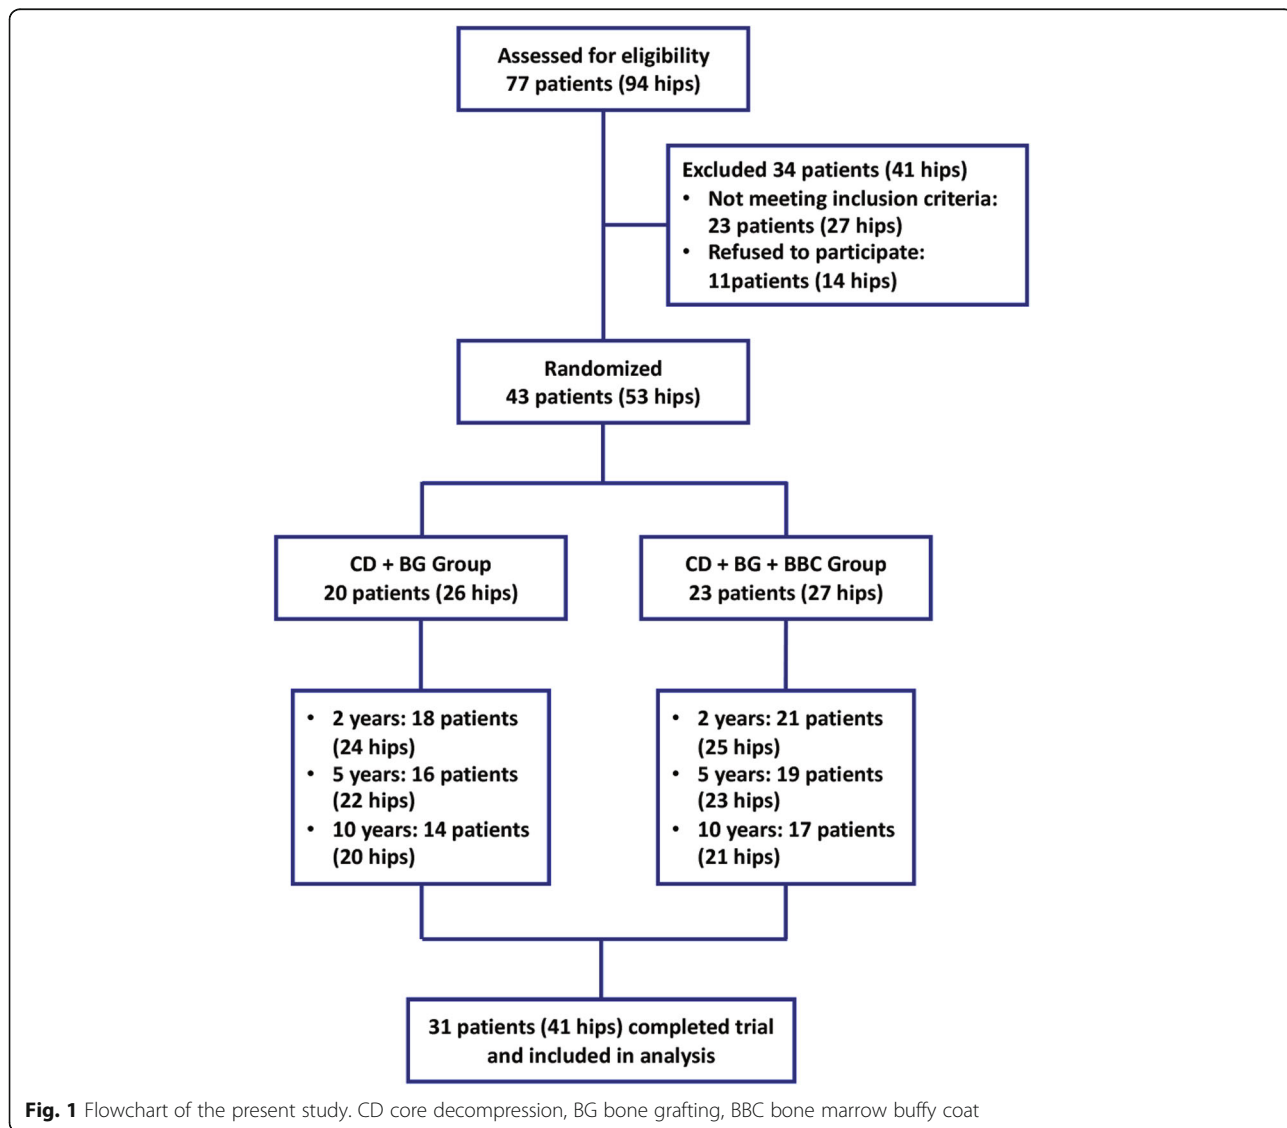 Assessed for eligibility
77 patients (94 hips)
Excluded 34 patients (41 hips)
• Not meeting inclusion criteria:
23 patients (27 hips)
• Refused to participate:
11patients (14 hips)
Randomized
43 patients (53 hips)
CD + BG Group
20 patients (26 hips)
CD + BG + BBC Group
23 patients (27 hips)
• 2 years: 18 patients
(24 hips)
• 5 years: 16 patients
(22 hips)
• 10 years: 14 patients
(20 hips)
• 2 years: 21 patients
(25 hips)
• 5 years: 19 patients
(23 hips)
• 10 years: 17 patients
(21 hips)
31 patients (41 hips) completed trial
and included in analysis
Fig. 1 Flowchart of the present study. CD core decompression, BG bone grafting, BBC bone marrow buffy coat